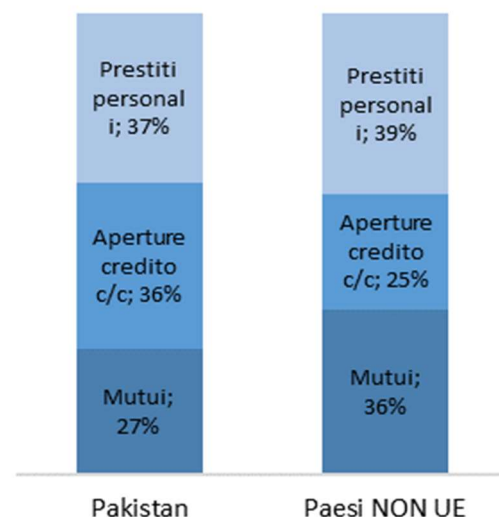 Prestiti
personal
i; 37%
Prestiti
personal
i; 39%
Aperture
credito
c/c; 36%
Aperture
credito
c/c; 25%
Mutui;
27%
Mutui;
36%
Pakistan
Paesi NON UE